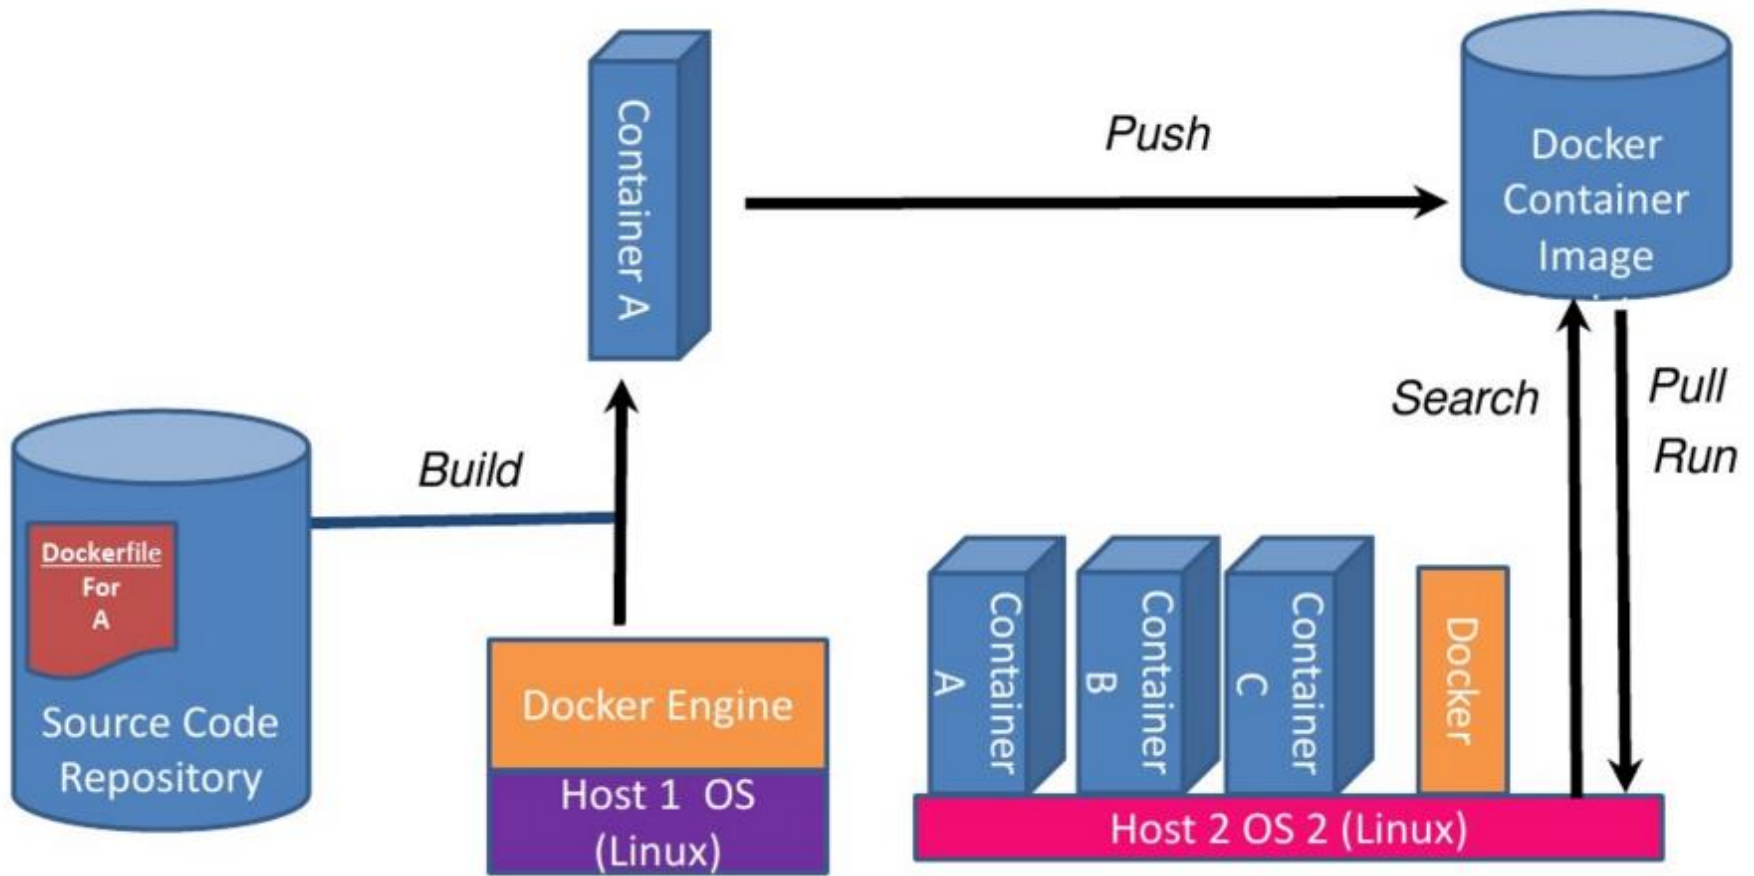 Container A
Push
Docker
Container
Image
Search
Pull
Run
Build
Dockerfile
For
A
Source Code
Repository
Docker Engine
Host 1 OS
(Linux)
Container
A
Container
B
Container
C
Docker
Host 2 OS 2 (Linux)